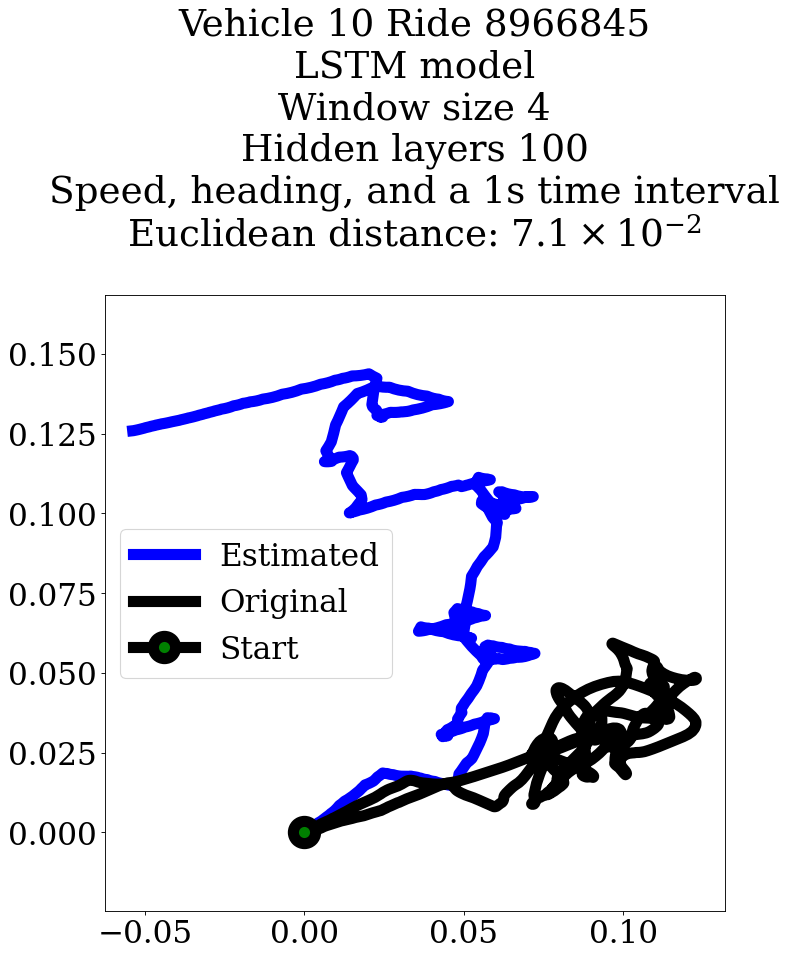 Vehicle 10 Ride 8966845
LSTM model
Window size 4
Hidden layers 100
Speed, heading, and a 1s time interval
Euclidean distance: 7.1 × 10⁻²
0.150
0.125
0.100
0.075
0.050
0.025
0.000
Estimated
Original
Start
−0.05 0.00 0.05 0.10